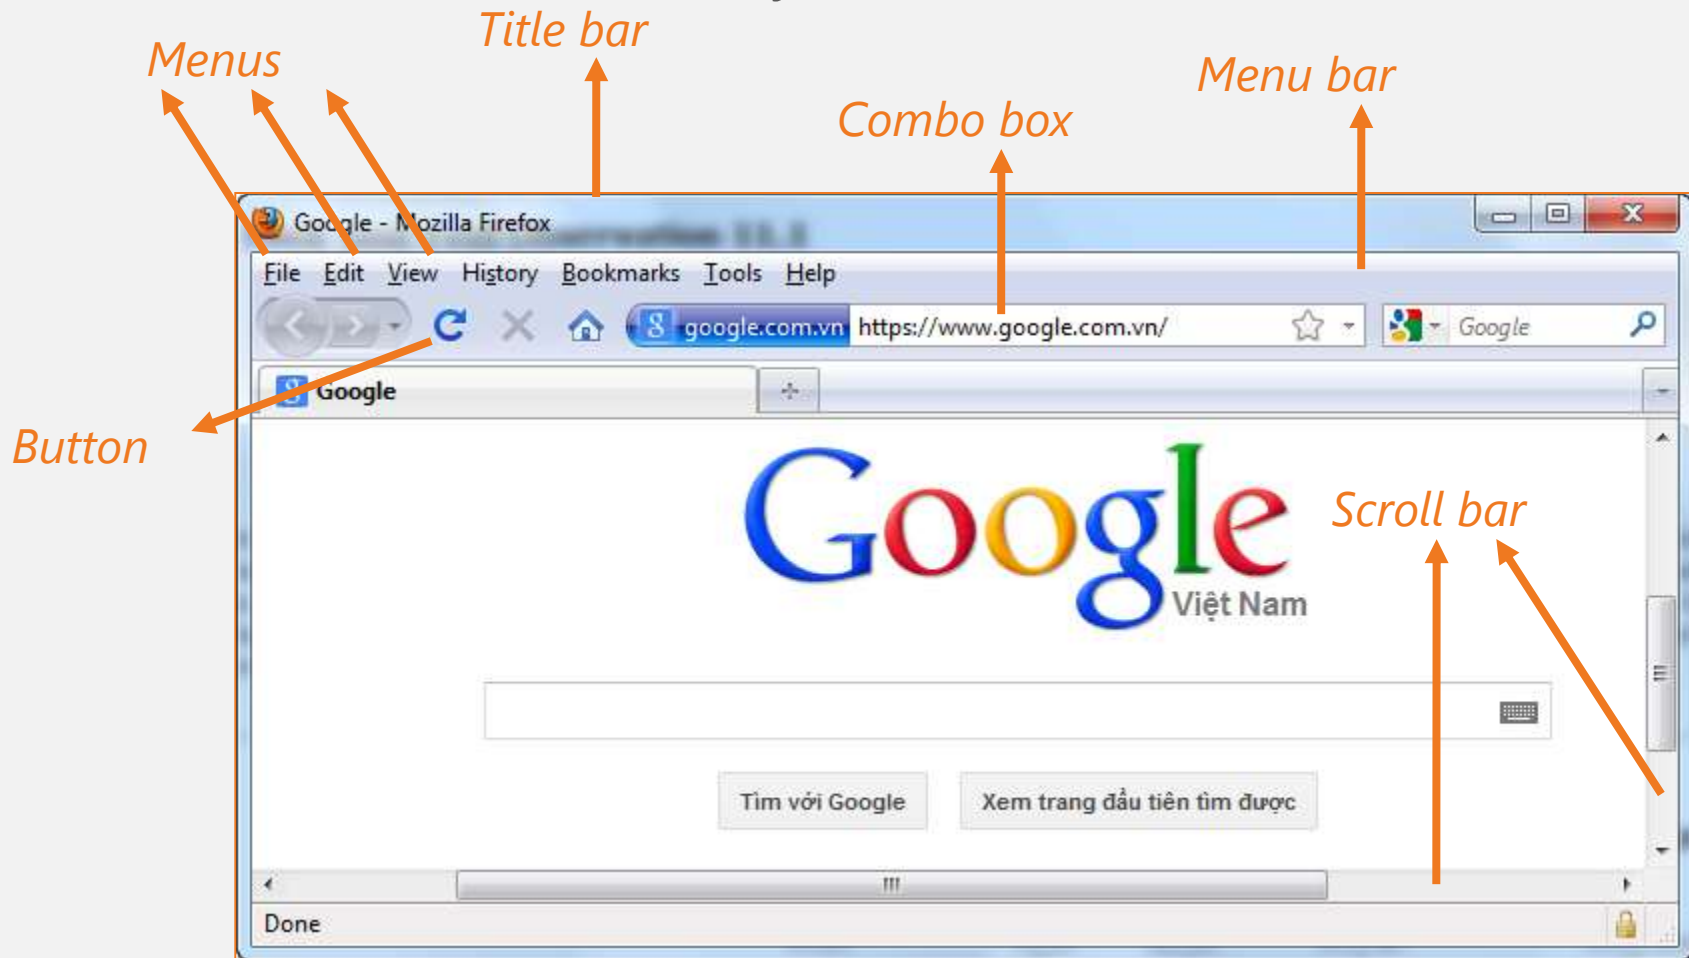 Title bar
Menus
Menu bar
Combo box
Google - Mozilla Firefox
File Edit View History Bookmarks Tools Help
google.com.vn https://www.google.com.vn/ Google
Google
Button
Google
Scroll bar
Việt Nam
Tìm với Google Xem trang đầu tiên tìm được
Done